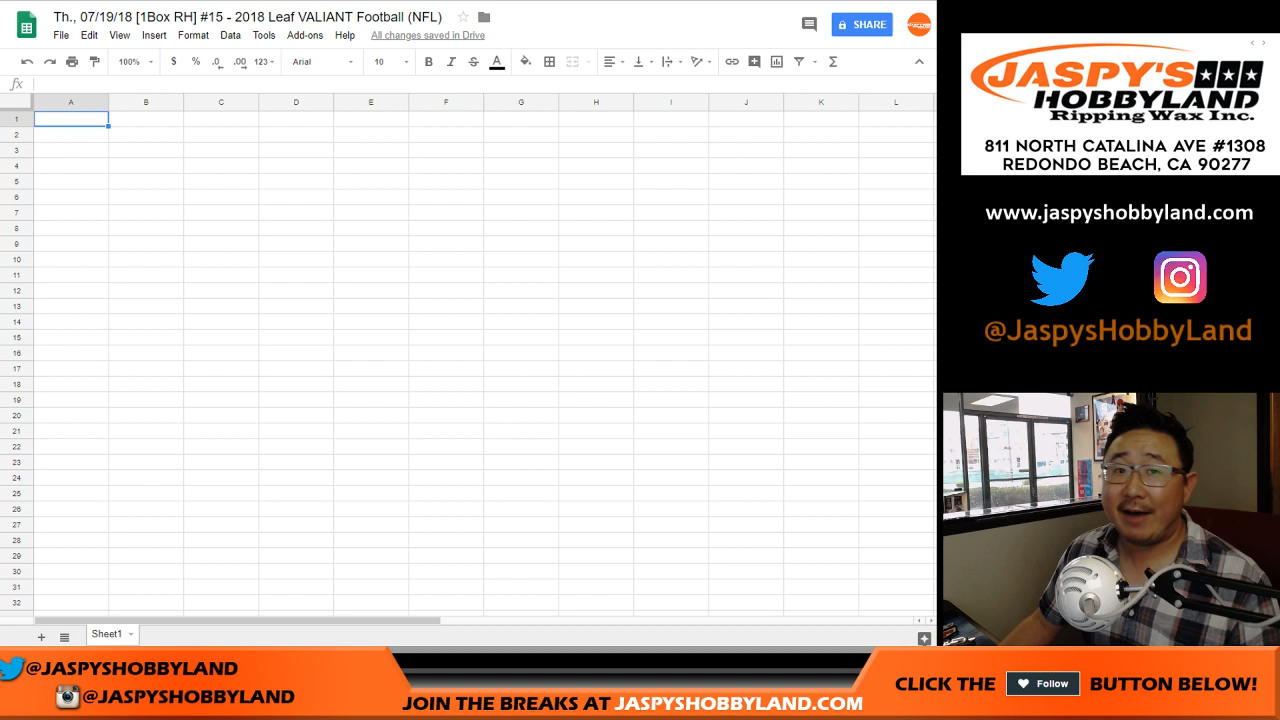 Th., 07/19/18 [1Box RH] #15 - 2018 Leaf VALIANT Football (NFL)
SHARE
File Edit View Insert Format Data Tools Add-ons Help All changes saved in Drive
100% $ % .0 .00 123 Arial 10 B I S A
fx
A B C D E F G H I J K L
1
2
3
4
5
6
7
8
9
10
11
12
13
14
15
16
17
18
19
20
21
22
23
24
25
26
27
28
29
30
31
32
Sheet1
JASPY'S
HOBBYLAND
Ripping Wax Inc.
811 NORTH CATALINA AVE #1308
REDONDO BEACH, CA 90277
www.jaspyshobbyland.com
@JaspysHobbyLand
@JASPYSHOBBYLAND
@JASPYSHOBBYLAND
JOIN THE BREAKS AT JASPYSHOBBYLAND.COM
CLICK THE Follow BUTTON BELOW!